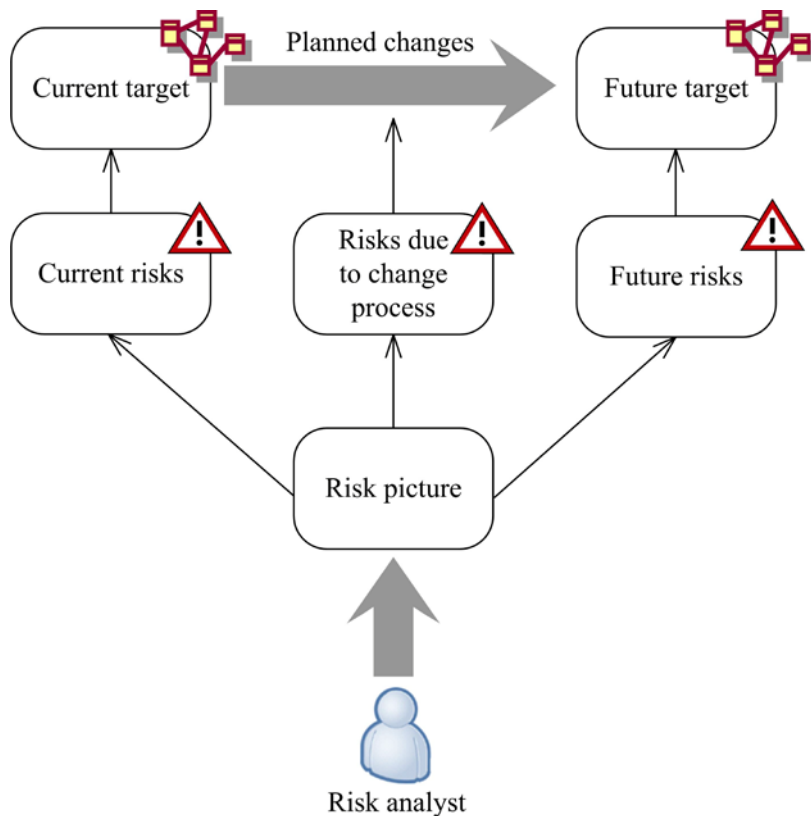 Planned changes
Current target
Future target
Current risks
Risks due
to change
process
Future risks
Risk picture
Risk analyst